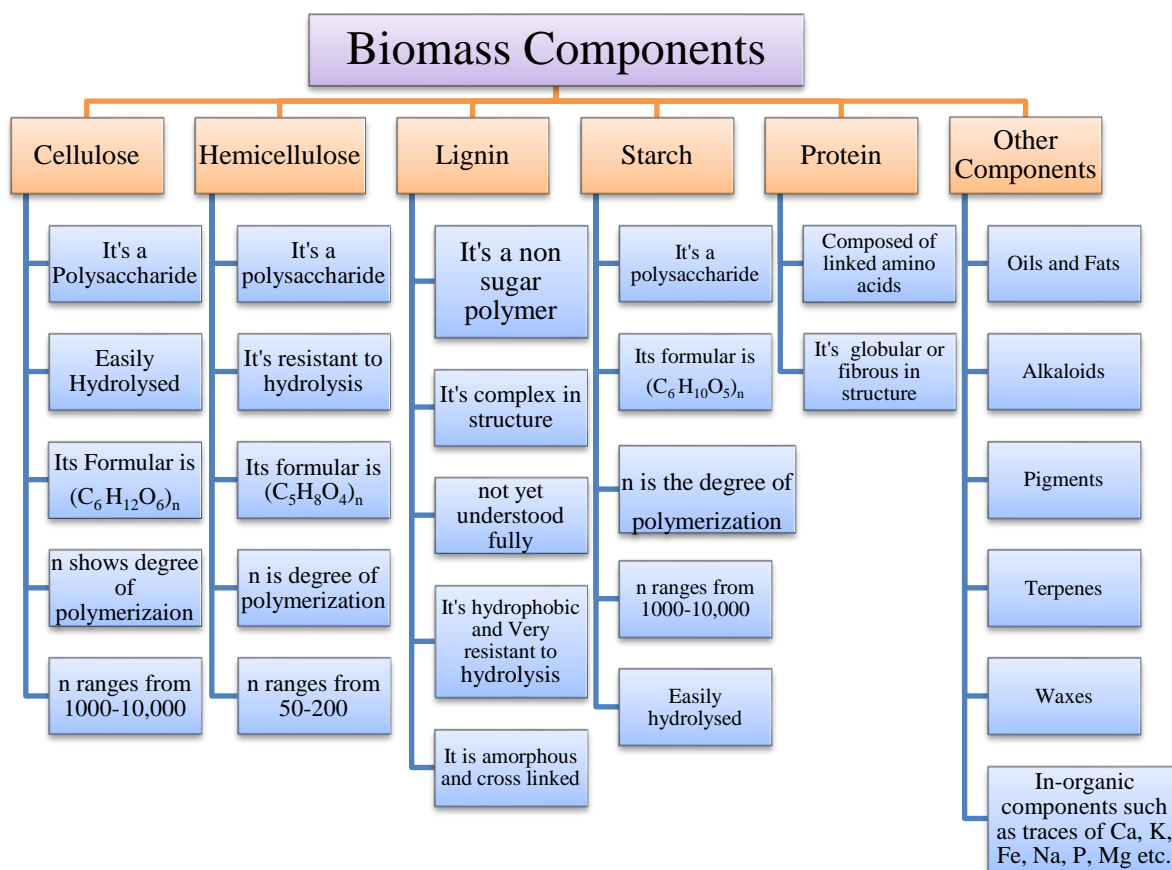 Biomass Components
Cellulose
It's a
Polysaccharide
Easily
Hydrolysed
Its Formular is
(C₆H₁₂O₆)ₙ
n shows degree
of
polymerizaion
n ranges from
1000-10,000
Hemicellulose
It's a
polysaccharide
It's resistant to
hydrolysis
Its formular is
(C₅H₈O₄)ₙ
n is degree of
polymerization
n ranges from
50-200
Lignin
It's a non
sugar
polymer
It's complex in
structure
not yet
understood
fully
It's hydrophobic
and Very
resistant to
hydrolysis
It is amorphous
and cross linked
Starch
It's a
polysaccharide
Its formular is
(C₆H₁₀O₅)ₙ
n is the degree of
polymerization
n ranges from
1000-10,000
Easily
hydrolysed
Protein
Composed of
linked amino
acids
It's globular or
fibrous in
structure
Other
Components
Oils and Fats
Alkaloids
Pigments
Terpenes
Waxes
In-organic
components such
as traces of Ca, K,
Fe, Na, P, Mg etc.